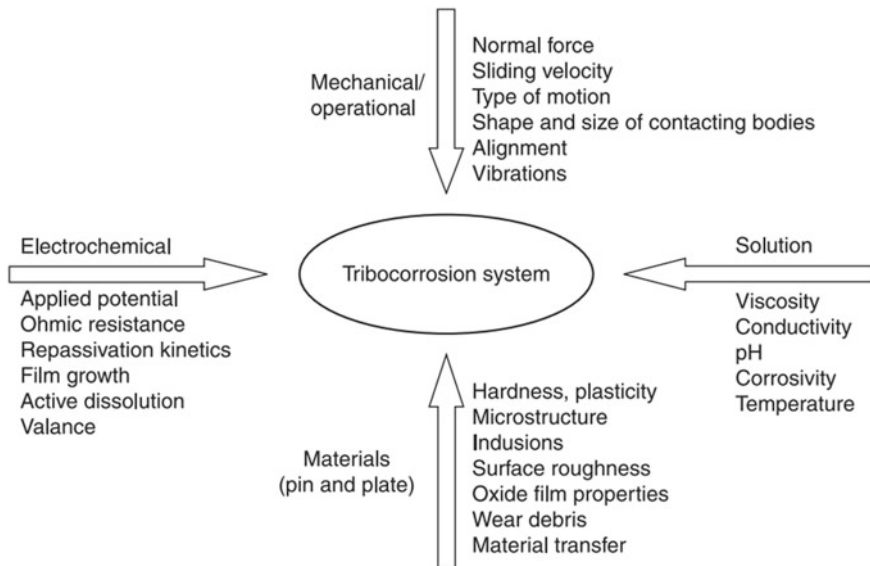 Mechanical/
operational
Normal force
Sliding velocity
Type of motion
Shape and size of contacting bodies
Alignment
Vibrations
Electrochemical
Applied potential
Ohmic resistance
Repassivation kinetics
Film growth
Active dissolution
Valance
Tribocorrosion system
Solution
Viscosity
Conductivity
pH
Corrosivity
Temperature
Materials
(pin and plate)
Hardness, plasticity
Microstructure
Indusions
Surface roughness
Oxide film properties
Wear debris
Material transfer